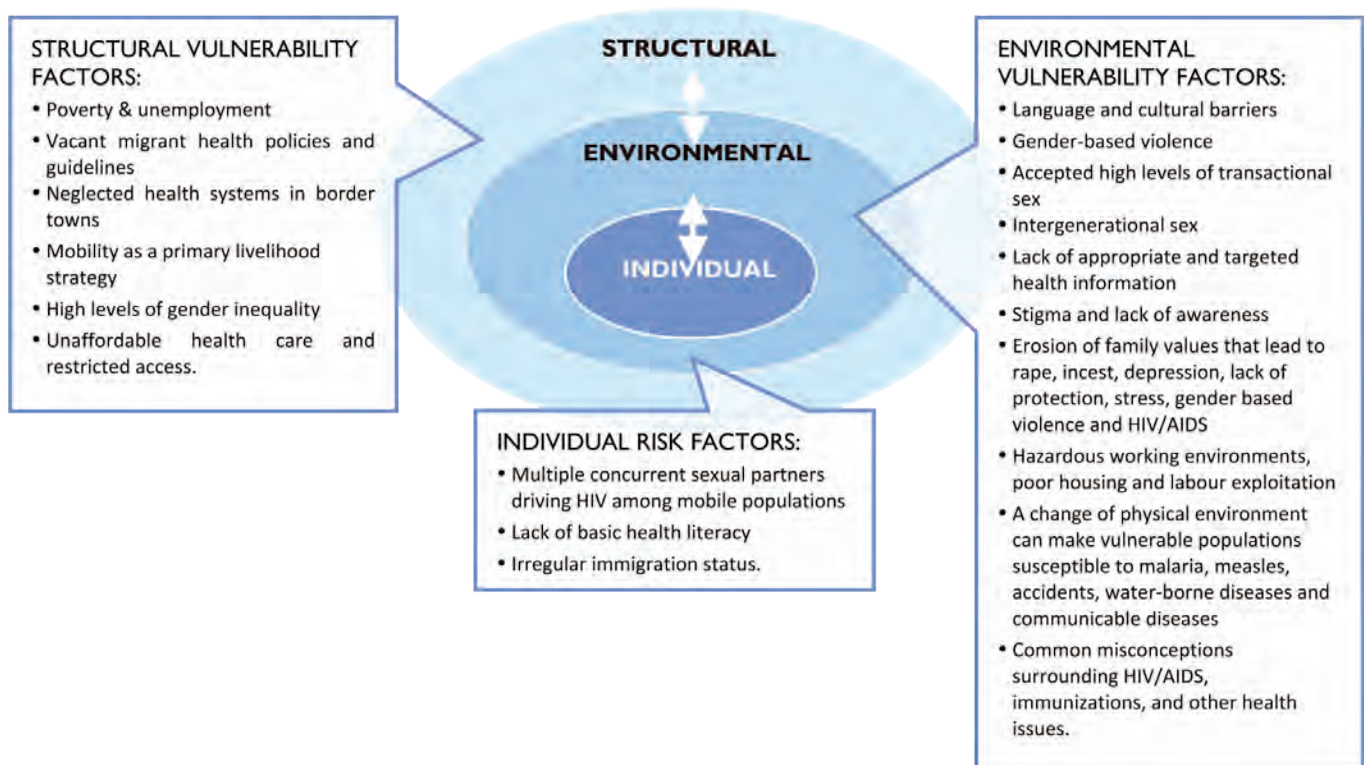 STRUCTURAL VULNERABILITY
FACTORS:
• Poverty & unemployment
• Vacant migrant health policies and
guidelines
• Neglected health systems in border
towns
• Mobility as a primary livelihood
strategy
• High levels of gender inequality
• Unaffordable health care and
restricted access.
STRUCTURAL
ENVIRONMENTAL
INDIVIDUAL
INDIVIDUAL RISK FACTORS:
• Multiple concurrent sexual partners
driving HIV among mobile populations
• Lack of basic health literacy
• Irregular immigration status.
ENVIRONMENTAL
VULNERABILITY FACTORS:
• Language and cultural barriers
• Gender-based violence
• Accepted high levels of transactional
sex
• Intergenerational sex
• Lack of appropriate and targeted
health information
• Stigma and lack of awareness
• Erosion of family values that lead to
rape, incest, depression, lack of
protection, stress, gender based
violence and HIV/AIDS
• Hazardous working environments,
poor housing and labour exploitation
• A change of physical environment
can make vulnerable populations
susceptible to malaria, measles,
accidents, water-borne diseases and
communicable diseases
• Common misconceptions
surrounding HIV/AIDS,
immunizations, and other health
issues.